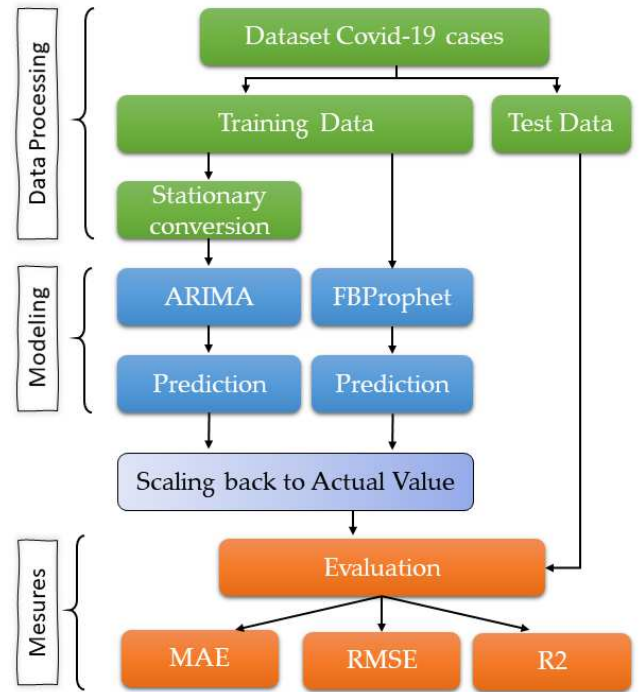 Data Processing
Dataset Covid-19 cases
Training Data
Test Data
Stationary
conversion
Modeling
ARIMA
FBProphet
Prediction
Prediction
Scaling back to Actual Value
Mesures
Evaluation
MAE
RMSE
R2